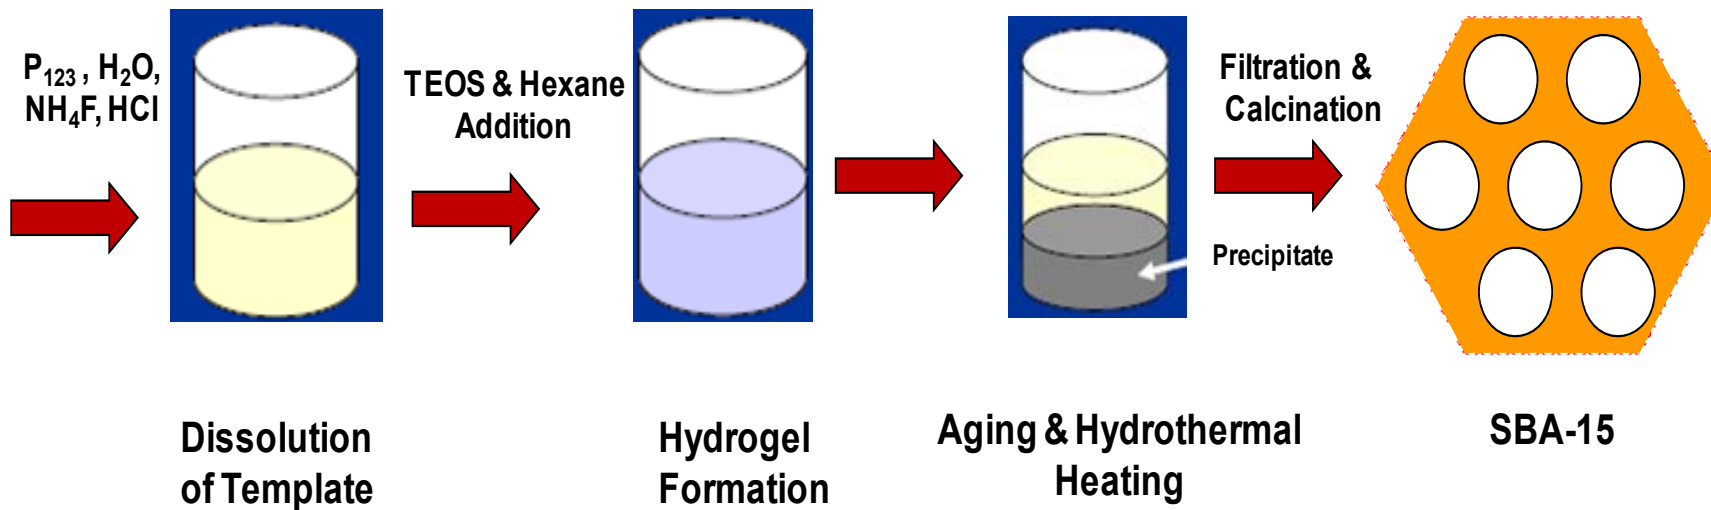 P₁₂₃ , H₂O,
NH₄F, HCl
TEOS & Hexane
Addition
Filtration &
Calcination
Precipitate
Dissolution
of Template
Hydrogel
Formation
Aging & Hydrothermal
Heating
SBA-15